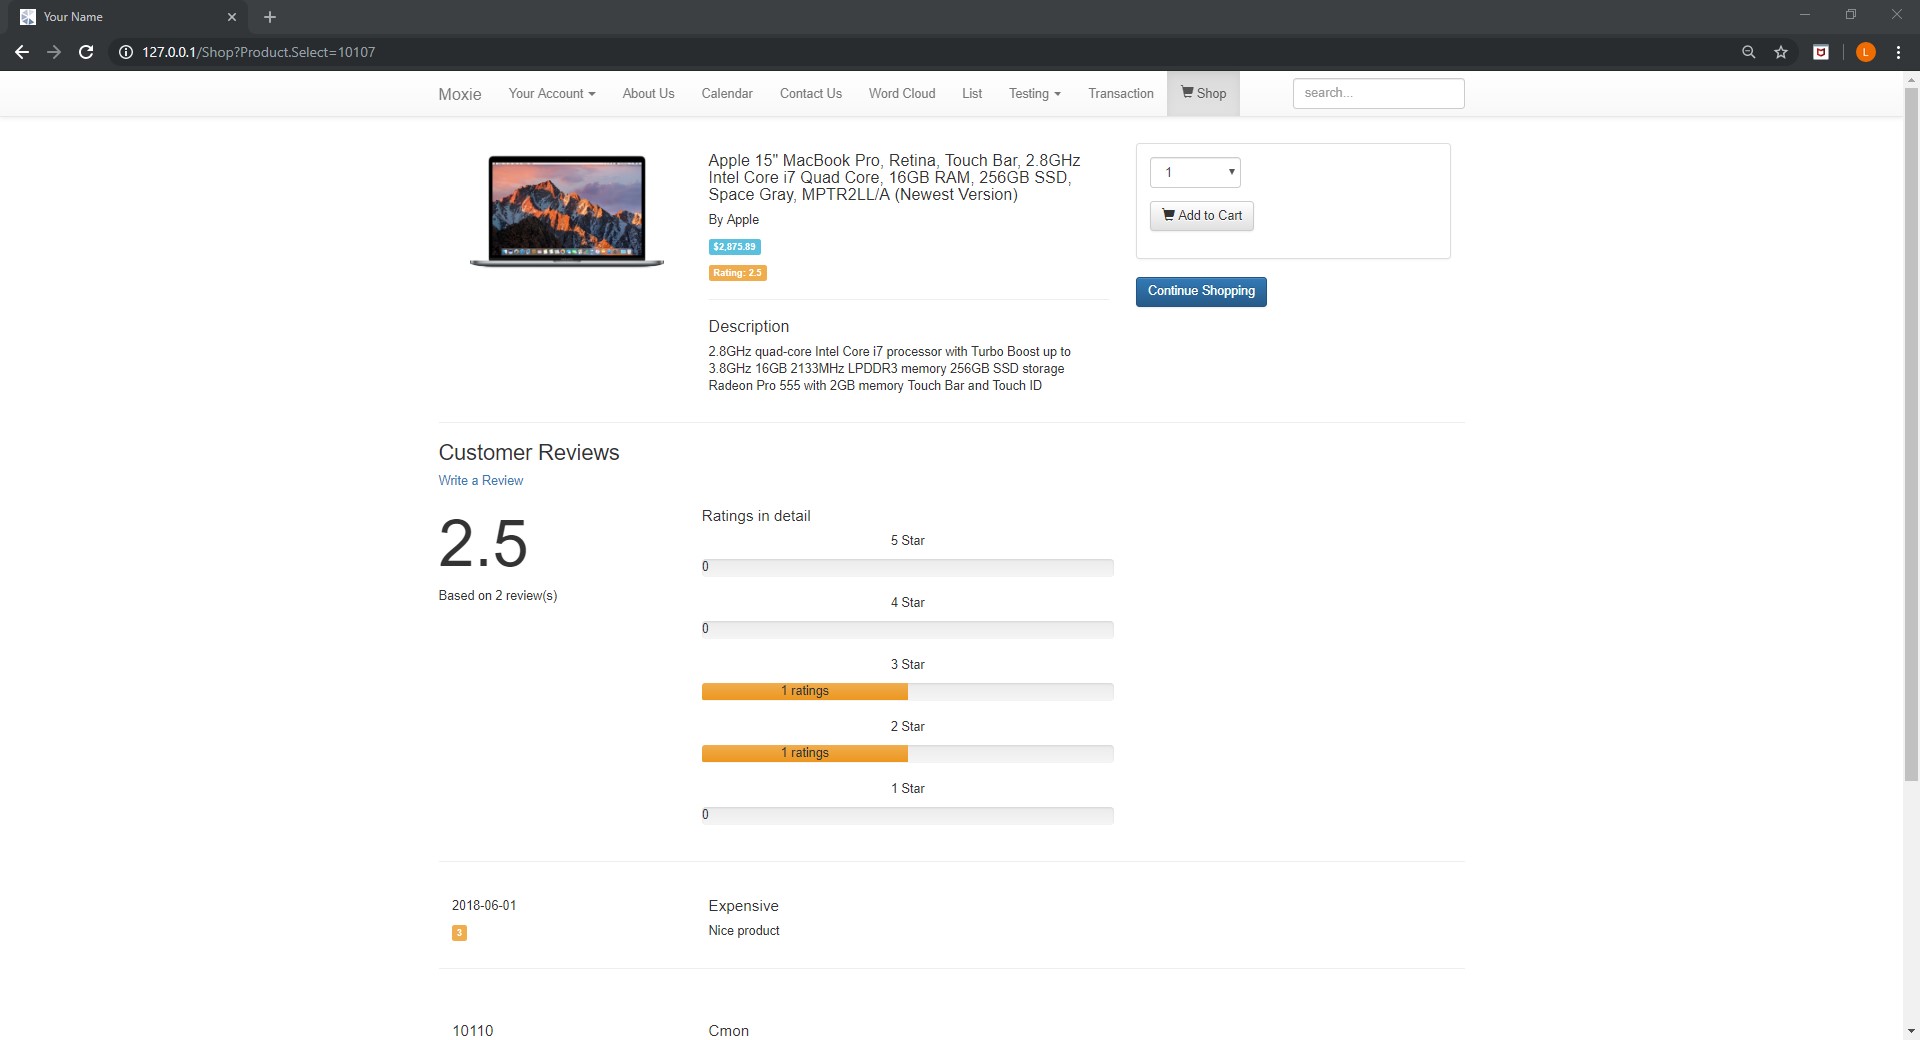 Your Name
127.0.0.1/Shop?Product.Select=10107
L
Moxie Your Account About Us Calendar Contact Us Word Cloud List Testing Transaction Shop search...
Apple 15" MacBook Pro, Retina, Touch Bar, 2.8GHz
Intel Core i7 Quad Core, 16GB RAM, 256GB SSD,
Space Gray, MPTR2LL/A (Newest Version)
By Apple
$2,875.89
Rating: 2.5
1
Add to Cart
Continue Shopping
Description
2.8GHz quad-core Intel Core i7 processor with Turbo Boost up to
3.8GHz 16GB 2133MHz LPDDR3 memory 256GB SSD storage
Radeon Pro 555 with 2GB memory Touch Bar and Touch ID
Customer Reviews
Write a Review
2.5
Based on 2 review(s)
Ratings in detail
5 Star
0
4 Star
0
3 Star
1 ratings
2 Star
1 ratings
1 Star
0
2018-06-01
3
Expensive
Nice product
10110
Cmon